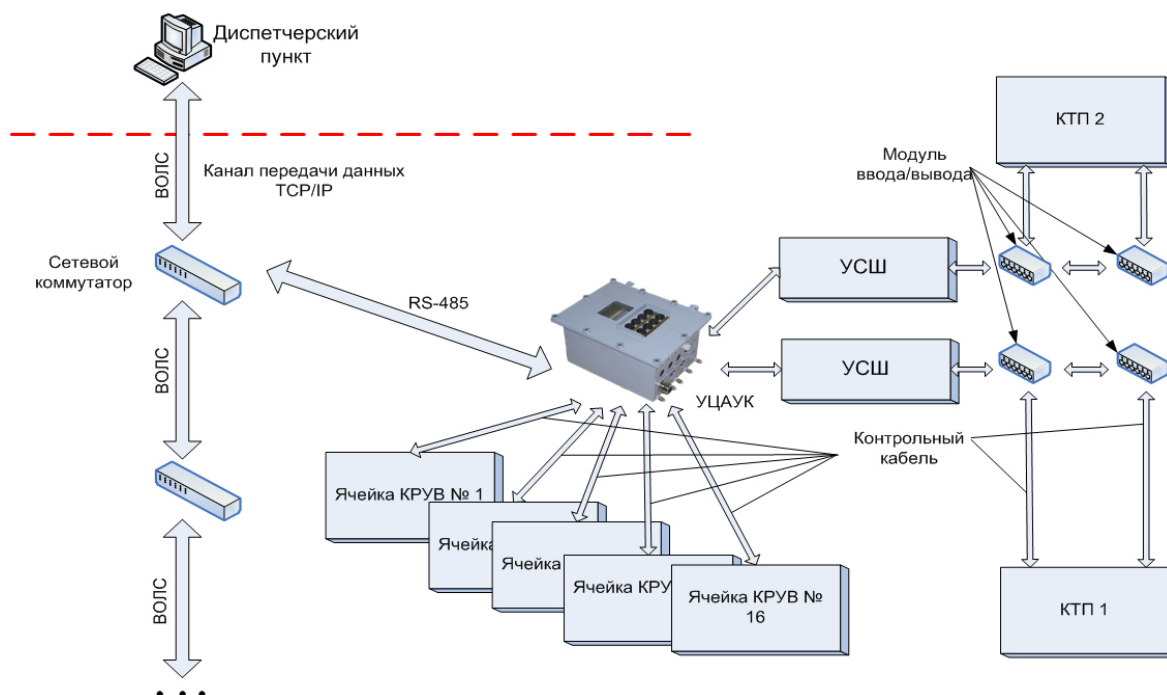 Диспетчерский
пункт
ВОЛС
Канал передачи данных
TCP/IP
Сетевой
коммутатор
RS-485
ВОЛС
ВОЛС
УЦАУК
УСШ
УСШ
Модуль
ввода/вывода
КТП 2
Контрольный
кабель
КТП 1
Ячейка КРУВ № 1
Ячейка
Ячейка
Ячейка КРУ
Ячейка КРУВ №
16